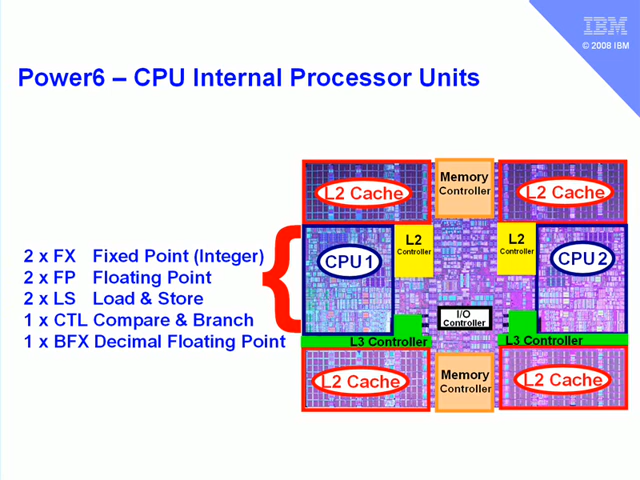 IBM
© 2008 IBM
Power6 – CPU Internal Processor Units
L2 Cache
Memory
Controller
L2 Cache
2 x FX Fixed Point (Integer)
2 x FP Floating Point
2 x LS Load & Store
1 x CTL Compare & Branch
1 x BFX Decimal Floating Point
CPU 1
L2
Controller
L2
Controller
CPU 2
I/O
Controller
L3 Controller
L3 Controller
L2 Cache
Memory
Controller
L2 Cache